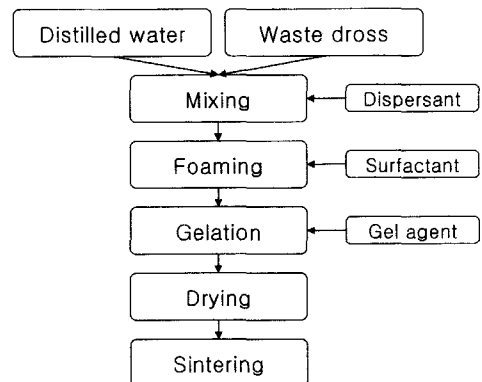 Distilled water
Waste dross
Mixing
Dispersant
Foaming
Surfactant
Gelation
Gel agent
Drying
Sintering